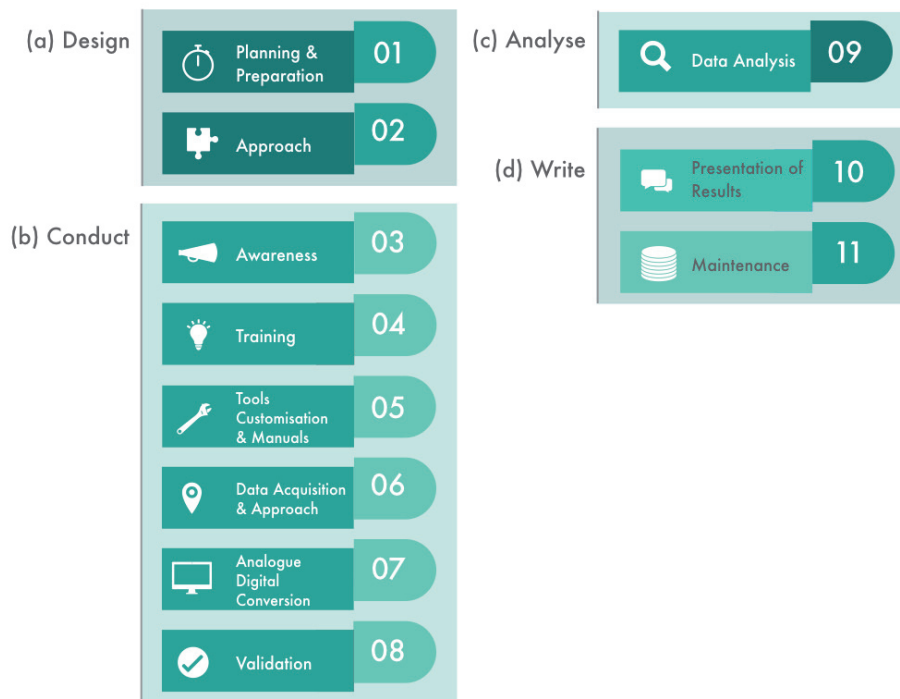 (a) Design
Planning &
Preparation
01
Approach
02
(b) Conduct
Awareness
03
Training
04
Tools
Customisation
& Manuals
05
Data Acquisition
& Approach
06
Analogue
Digital
Conversion
07
Validation
08
(c) Analyse
Data Analysis
09
(d) Write
Presentation of
Results
10
Maintenance
11